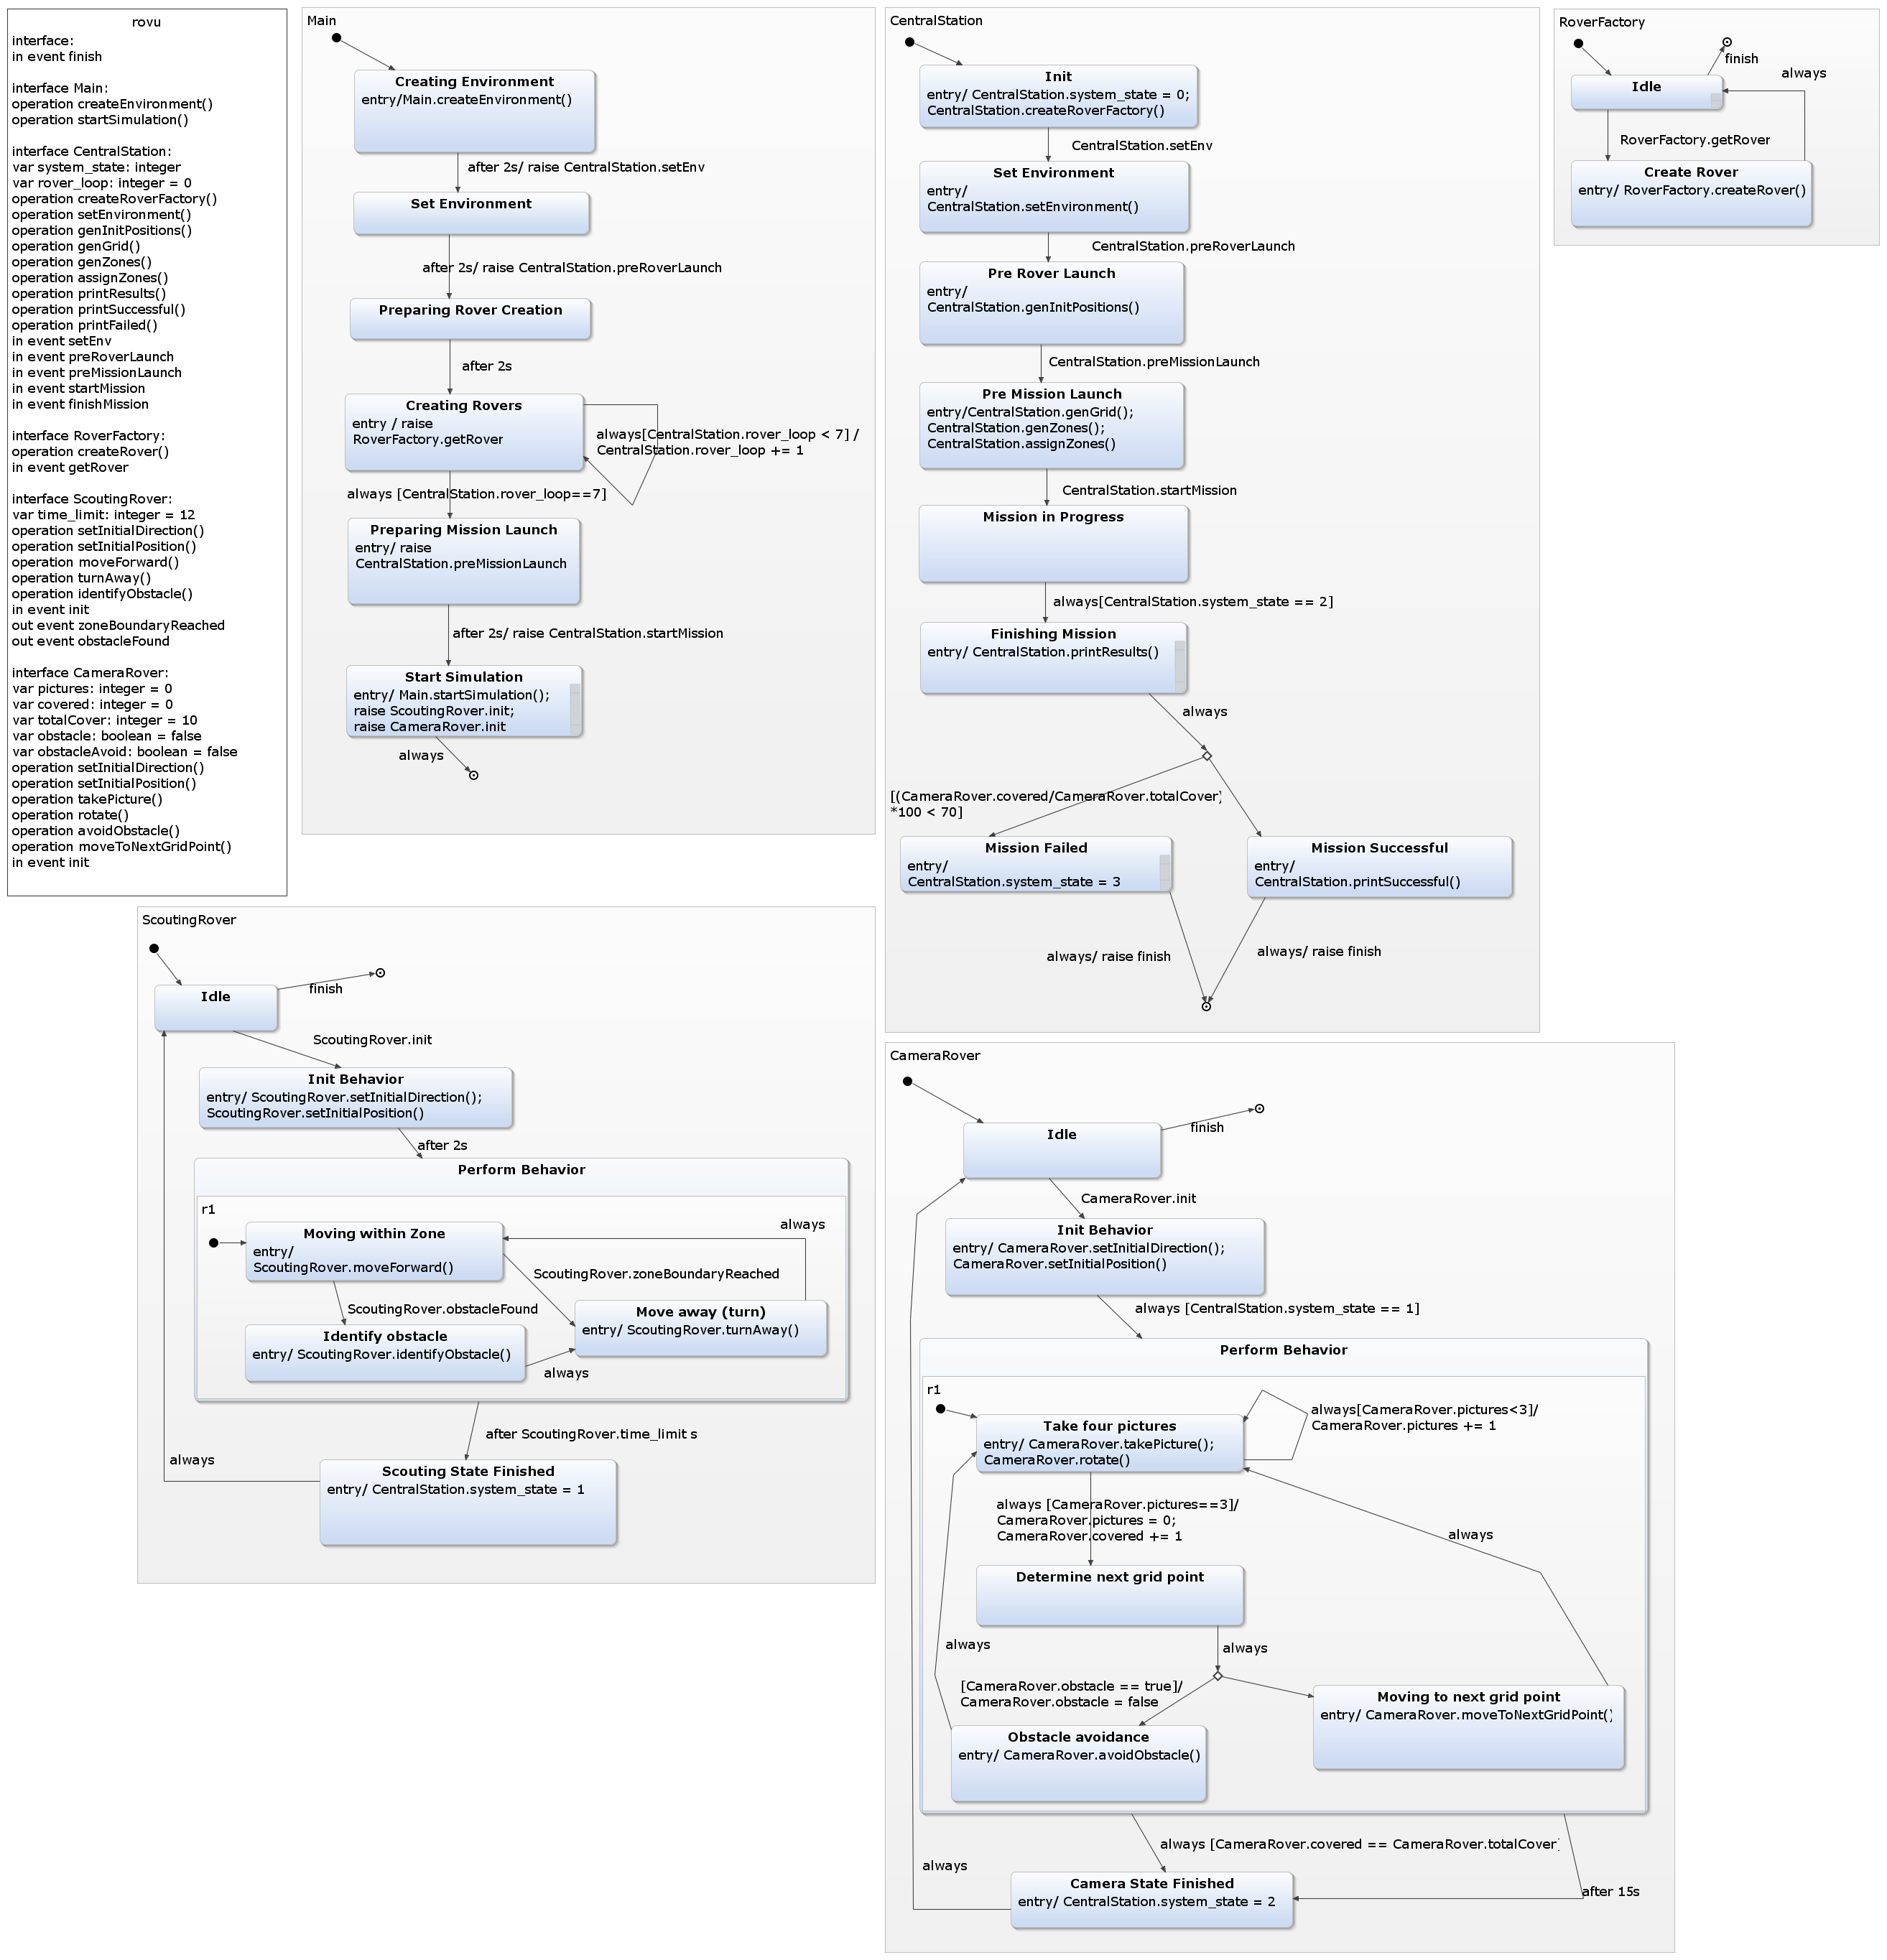 rovu
interface:
in event finish
interface Main:
operation createEnvironment()
operation startSimulation()
interface CentralStation:
var system_state: integer
var rover_loop: integer = 0
operation createRoverFactory()
operation setEnvironment()
operation genInitPositions()
operation genGrid()
operation genZones()
operation assignZones()
operation printResults()
operation printSuccessful()
operation printFailed()
in event setEnv
in event preRoverLaunch
in event preMissionLaunch
in event startMission
in event finishMission
interface RoverFactory:
operation createRover()
in event getRover
interface ScoutingRover:
var time_limit: integer = 12
operation setInitialDirection()
operation setInitialPosition()
operation moveForward()
operation turnAway()
operation identifyObstacle()
in event init
out event zoneBoundaryReached
out event obstacleFound
interface CameraRover:
var pictures: integer = 0
var covered: integer = 0
var totalCover: integer = 10
var obstacle: boolean = false
var obstacleAvoid: boolean = false
operation setInitialDirection()
operation setInitialPosition()
operation takePicture()
operation rotate()
operation avoidObstacle()
operation moveToNextGridPoint()
in event init
Main
Creating Environment
entry/Main.createEnvironment()
after 2s/ raise CentralStation.setEnv
Set Environment
after 2s/ raise CentralStation.preRoverLaunch
Preparing Rover Creation
after 2s
Creating Rovers
entry / raise
RoverFactory.getRover
always[CentralStation.rover_loop < 7] /
CentralStation.rover_loop += 1
always [CentralStation.rover_loop==7]
Preparing Mission Launch
entry/ raise
CentralStation.preMissionLaunch
after 2s/ raise CentralStation.startMission
Start Simulation
entry/ Main.startSimulation();
raise ScoutingRover.init;
raise CameraRover.init
always
CentralStation
Init
entry/ CentralStation.system_state = 0;
CentralStation.createRoverFactory()
CentralStation.setEnv
Set Environment
entry/
CentralStation.setEnvironment()
CentralStation.preRoverLaunch
Pre Rover Launch
entry/
CentralStation.genInitPositions()
CentralStation.preMissionLaunch
Pre Mission Launch
entry/CentralStation.genGrid();
CentralStation.genZones();
CentralStation.assignZones()
CentralStation.startMission
Mission in Progress
always[CentralStation.system_state == 2]
Finishing Mission
entry/ CentralStation.printResults()
always
[(CameraRover.covered/CameraRover.totalCover)
*100 < 70]
Mission Failed
entry/
CentralStation.system_state = 3
Mission Successful
entry/
CentralStation.printSuccessful()
always/ raise finish
always/ raise finish
RoverFactory
finish
always
Idle
RoverFactory.getRover
Create Rover
entry/ RoverFactory.createRover()
ScoutingRover
Idle
finish
ScoutingRover.init
Init Behavior
entry/ ScoutingRover.setInitialDirection();
ScoutingRover.setInitialPosition()
after 2s
Perform Behavior
r1
always
Moving within Zone
entry/
ScoutingRover.moveForward()
ScoutingRover.zoneBoundaryReached
ScoutingRover.obstacleFound
Move away (turn)
entry/ ScoutingRover.turnAway()
Identify obstacle
entry/ ScoutingRover.identifyObstacle()
always
after ScoutingRover.time_limit s
always
Scouting State Finished
entry/ CentralStation.system_state = 1
CameraRover
finish
Idle
CameraRover.init
Init Behavior
entry/ CameraRover.setInitialDirection();
CameraRover.setInitialPosition()
always [CentralStation.system_state == 1]
Perform Behavior
r1
always[CameraRover.pictures<3]/
CameraRover.pictures += 1
Take four pictures
entry/ CameraRover.takePicture();
CameraRover.rotate()
always [CameraRover.pictures==3]/
CameraRover.pictures = 0;
CameraRover.covered += 1
always
Determine next grid point
always
always
[CameraRover.obstacle == true]/
CameraRover.obstacle = false
Moving to next grid point
entry/ CameraRover.moveToNextGridPoint()
Obstacle avoidance
entry/ CameraRover.avoidObstacle()
always [CameraRover.covered == CameraRover.totalCover]
always
Camera State Finished
entry/ CentralStation.system_state = 2
after 15s